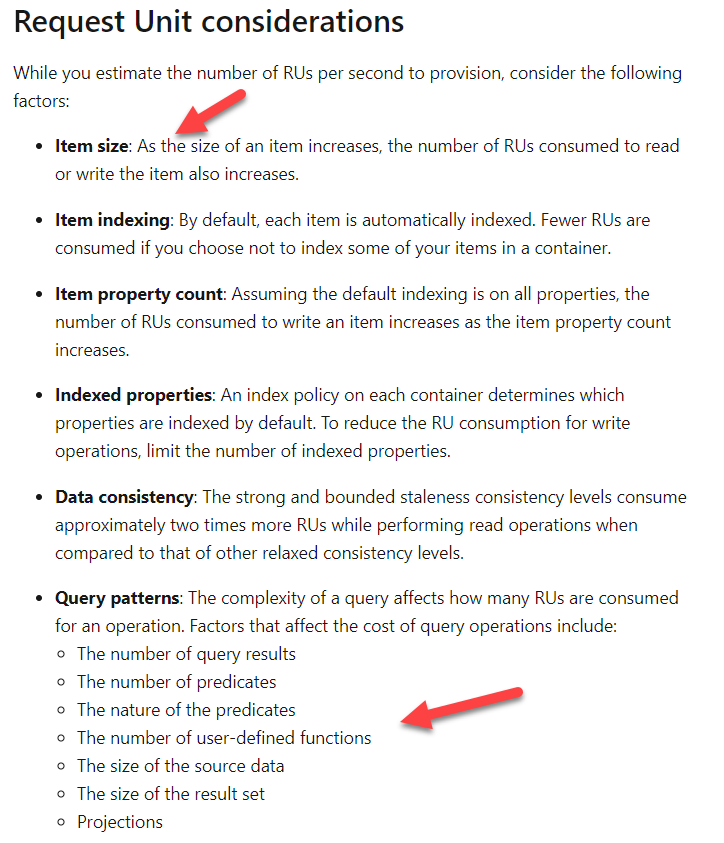 Request Unit considerations
While you estimate the number of RUs per second to provision, consider the following
factors:
• Item size: As the size of an item increases, the number of RUs consumed to read
or write the item also increases.
• Item indexing: By default, each item is automatically indexed. Fewer RUs are
consumed if you choose not to index some of your items in a container.
• Item property count: Assuming the default indexing is on all properties, the
number of RUs consumed to write an item increases as the item property count
increases.
• Indexed properties: An index policy on each container determines which
properties are indexed by default. To reduce the RU consumption for write
operations, limit the number of indexed properties.
• Data consistency: The strong and bounded staleness consistency levels consume
approximately two times more RUs while performing read operations when
compared to that of other relaxed consistency levels.
• Query patterns: The complexity of a query affects how many RUs are consumed
for an operation. Factors that affect the cost of query operations include:
◦ The number of query results
◦ The number of predicates
◦ The nature of the predicates
◦ The number of user-defined functions
◦ The size of the source data
◦ The size of the result set
◦ Projections